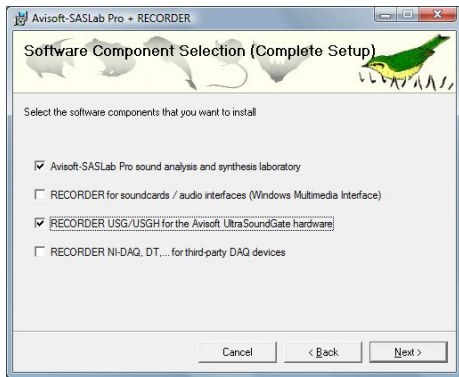 Avisoft-SASLab Pro + RECORDER
Software Component Selection (Complete Setup)
Select the software components that you want to install
Avisoft-SASLab Pro sound analysis and synthesis laboratory
RECORDER for soundcards / audio interfaces (Windows Multimedia Interface)
RECORDER USG/USGH for the Avisoft UltraSoundGate hardware
RECORDER NI-DAQ, DT,... for third-party DAQ devices
Cancel < Back Next >